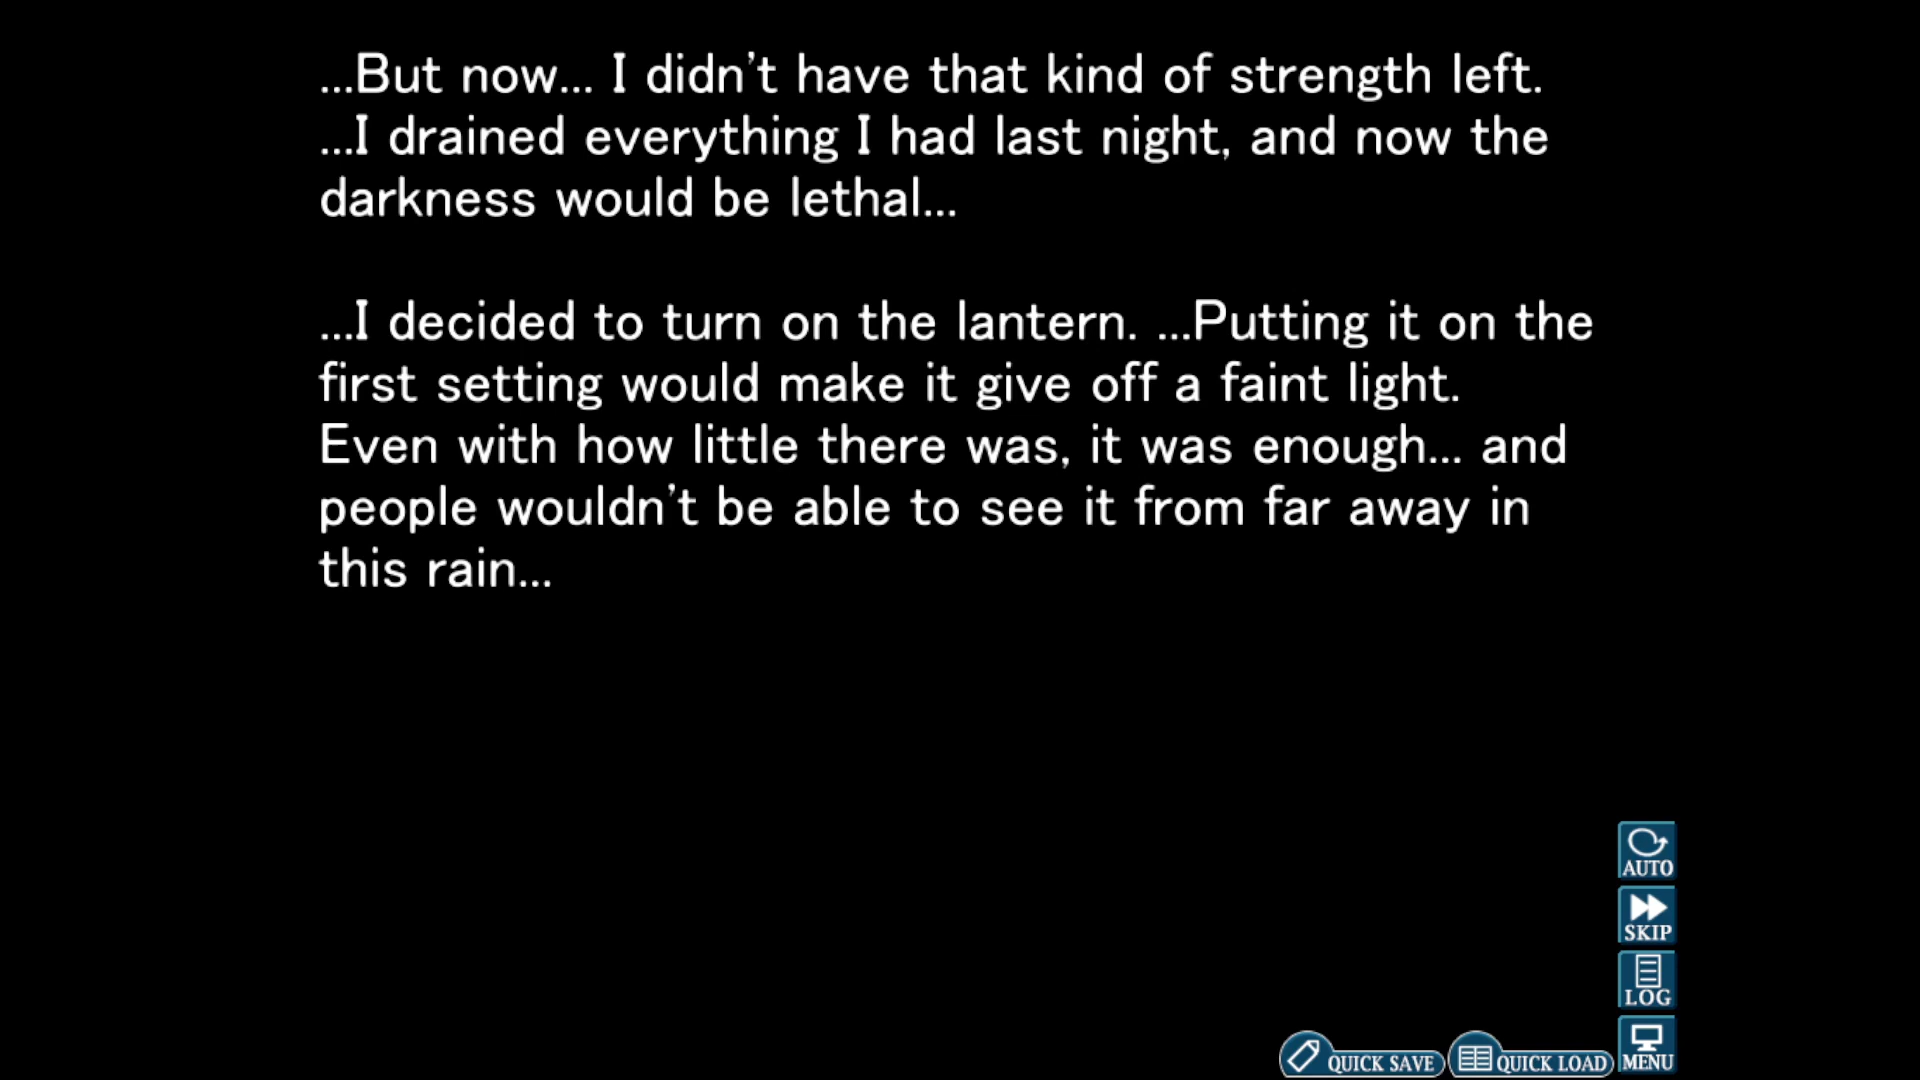 ...But now... I didn't have that kind of strength left.
...I drained everything I had last night, and now the
darkness would be lethal...
...I decided to turn on the lantern. ...Putting it on the
first setting would make it give off a faint light.
Even with how little there was, it was enough... and
people wouldn't be able to see it from far away in
this rain...
AUTO
SKIP
LOG
MENU
QUICK SAVE
QUICK LOAD